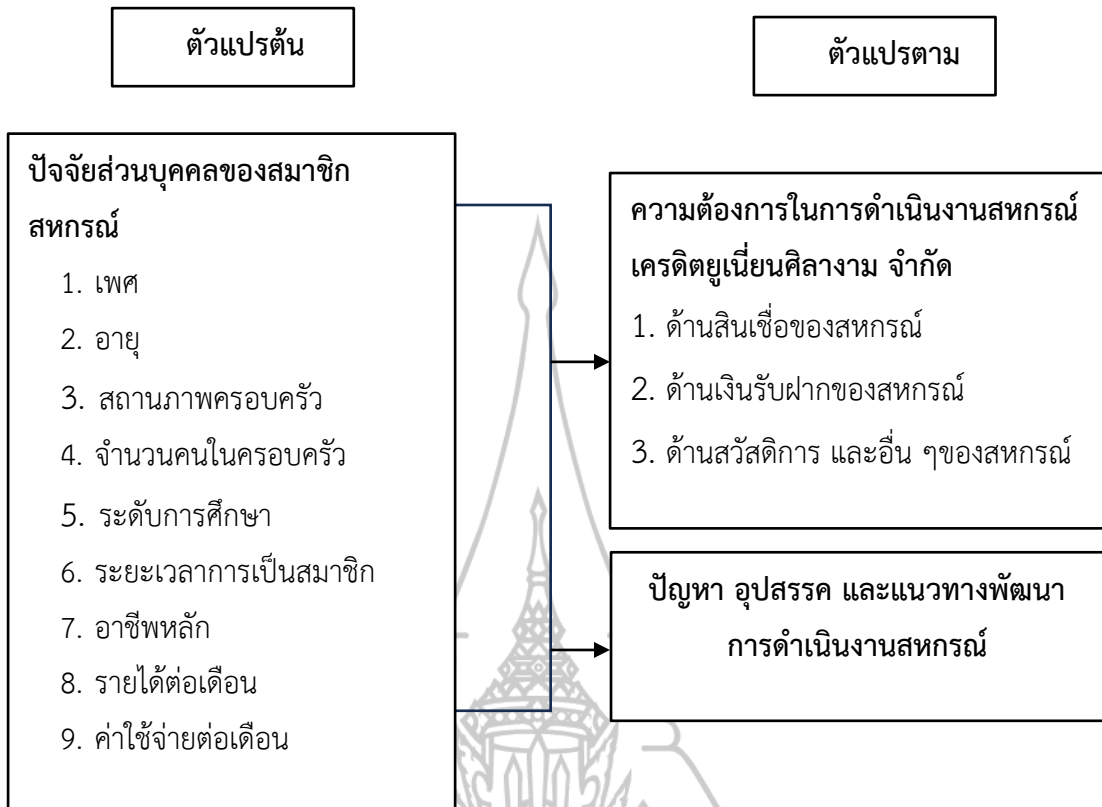 ตัวแปรต้น
ตัวแปรตาม
ปัจจัยส่วนบุคคลของสมาชิก
สหกรณ์
1. เพศ
2. อายุ
3. สถานภาพครอบครัว
4. จำนวนคนในครอบครัว
5. ระดับการศึกษา
6. ระยะเวลาการเป็นสมาชิก
7. อาชีพหลัก
8. รายได้ต่อเดือน
9. ค่าใช้จ่ายต่อเดือน
ความต้องการในการดำเนินงานสหกรณ์
เครดิตยูเนี่ยนศิลางาม จำกัด
1. ด้านสินเชื่อของสหกรณ์
2. ด้านเงินรับฝากของสหกรณ์
3. ด้านสวัสดิการ และอื่น ๆของสหกรณ์
ปัญหา อุปสรรค และแนวทางพัฒนา
การดำเนินงานสหกรณ์